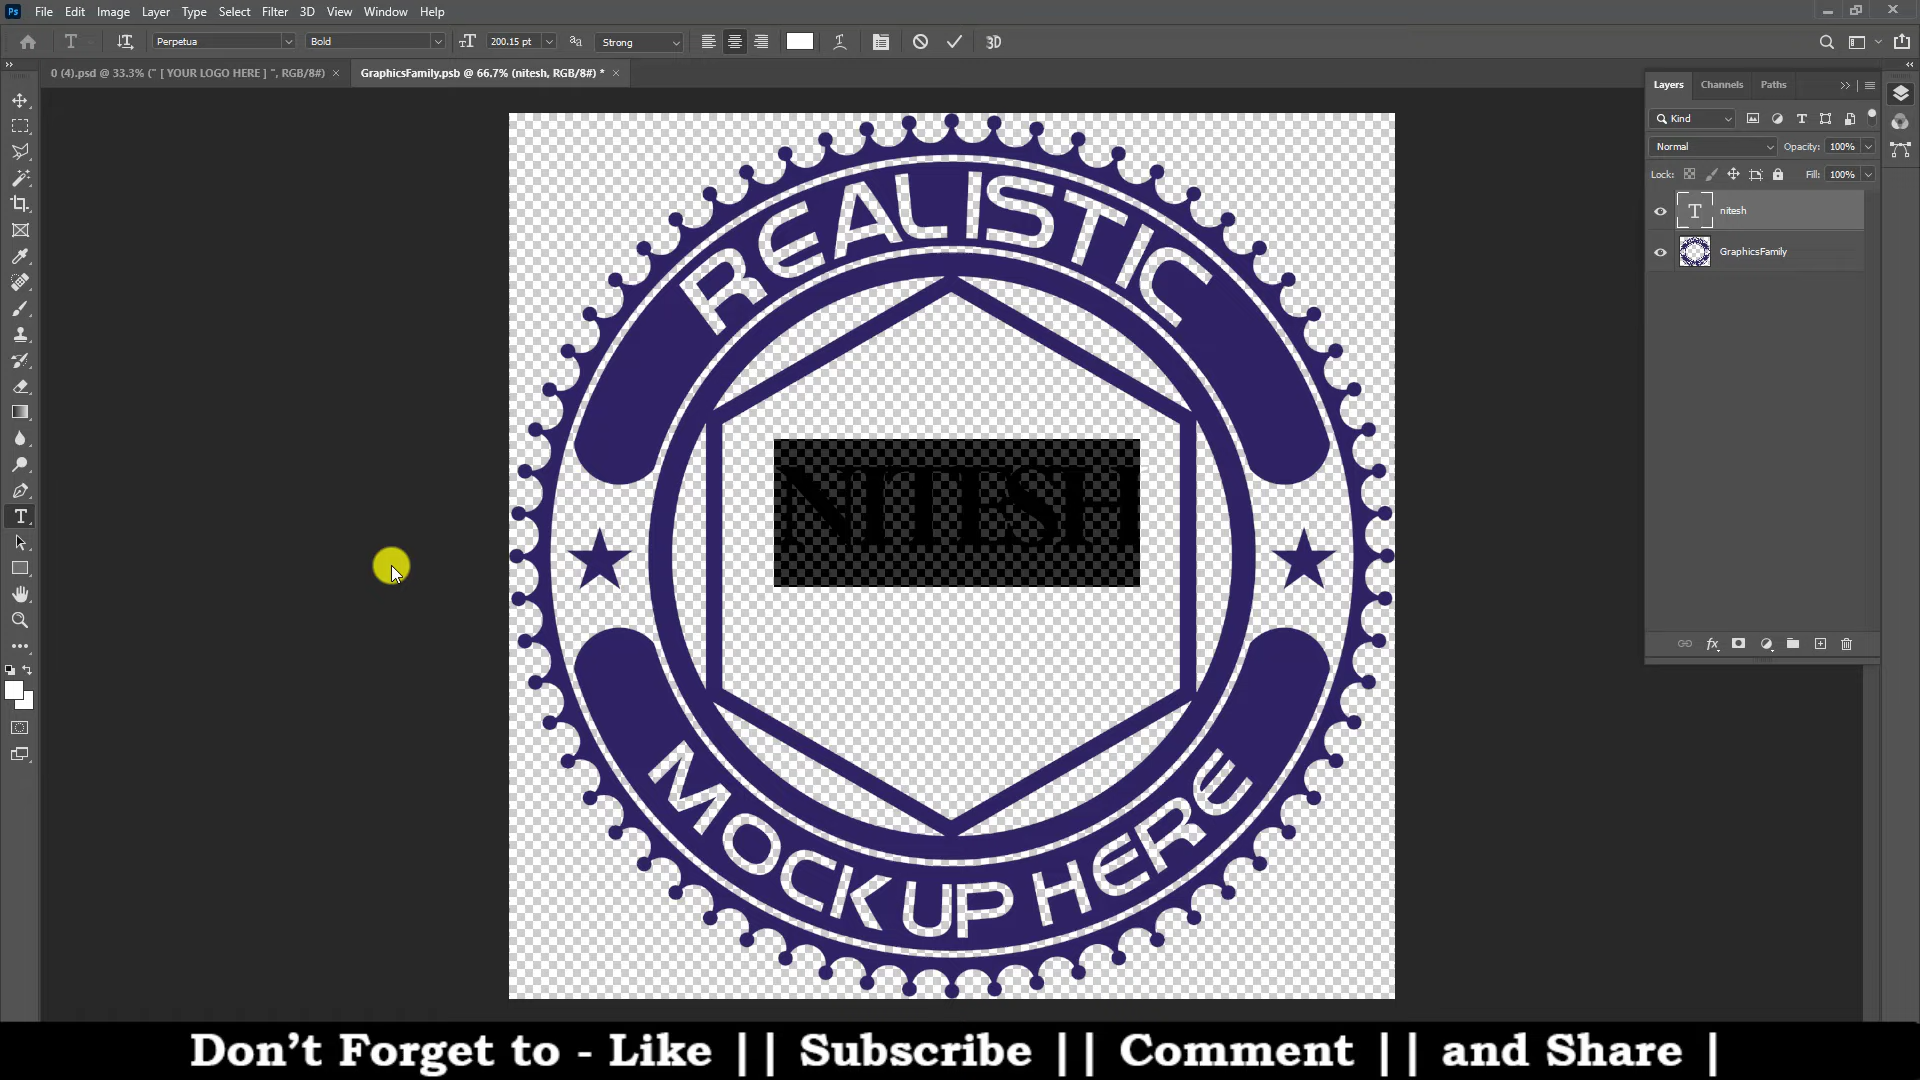 Ps File Edit Image Layer Type Select Filter 3D View Window Help
Perpetua Bold 200.15 pt Strong 3D
0 (4).psd @ 33.3% (" [ YOUR LOGO HERE ] ", RGB/8#) × GraphicsFamily.psb @ 66.7% (nitesh, RGB/8#) * ×
Layers Channels Paths
Kind
Normal Opacity: 100%
Lock: Fill: 100%
nitesh
GraphicsFamily
fx
REALISTIC
NITESH
MOCKUP HERE
Don't Forget to - Like || Subscribe || Comment || and Share |